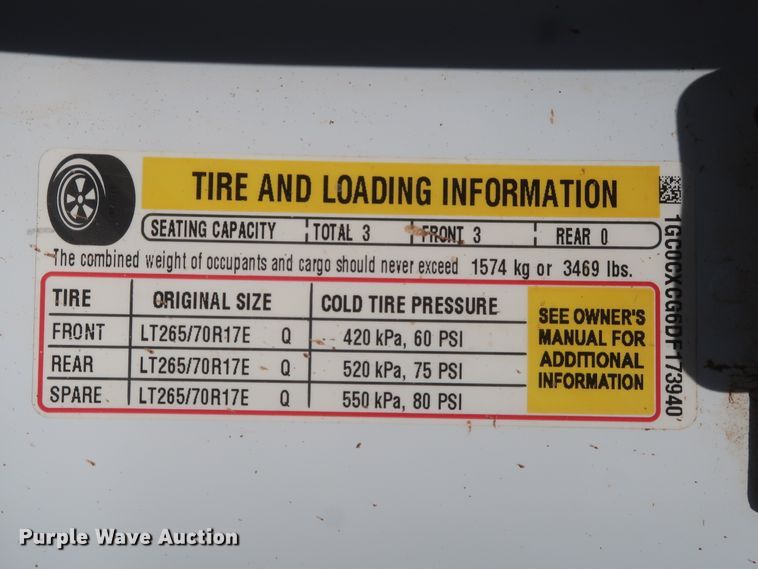 TIRE AND LOADING INFORMATION
SEATING CAPACITY TOTAL 3 FRONT 3 REAR 0
The combined weight of occupants and cargo should never exceed 1574 kg or 3469 lbs.
TIRE ORIGINAL SIZE COLD TIRE PRESSURE
FRONT LT265/70R17E Q 420 kPa, 60 PSI
REAR LT265/70R17E Q 520 kPa, 75 PSI
SPARE LT265/70R17E Q 550 kPa, 80 PSI
SEE OWNER'S
MANUAL FOR
ADDITIONAL
INFORMATION
1GC0CXCG6DF173940
Purple Wave Auction